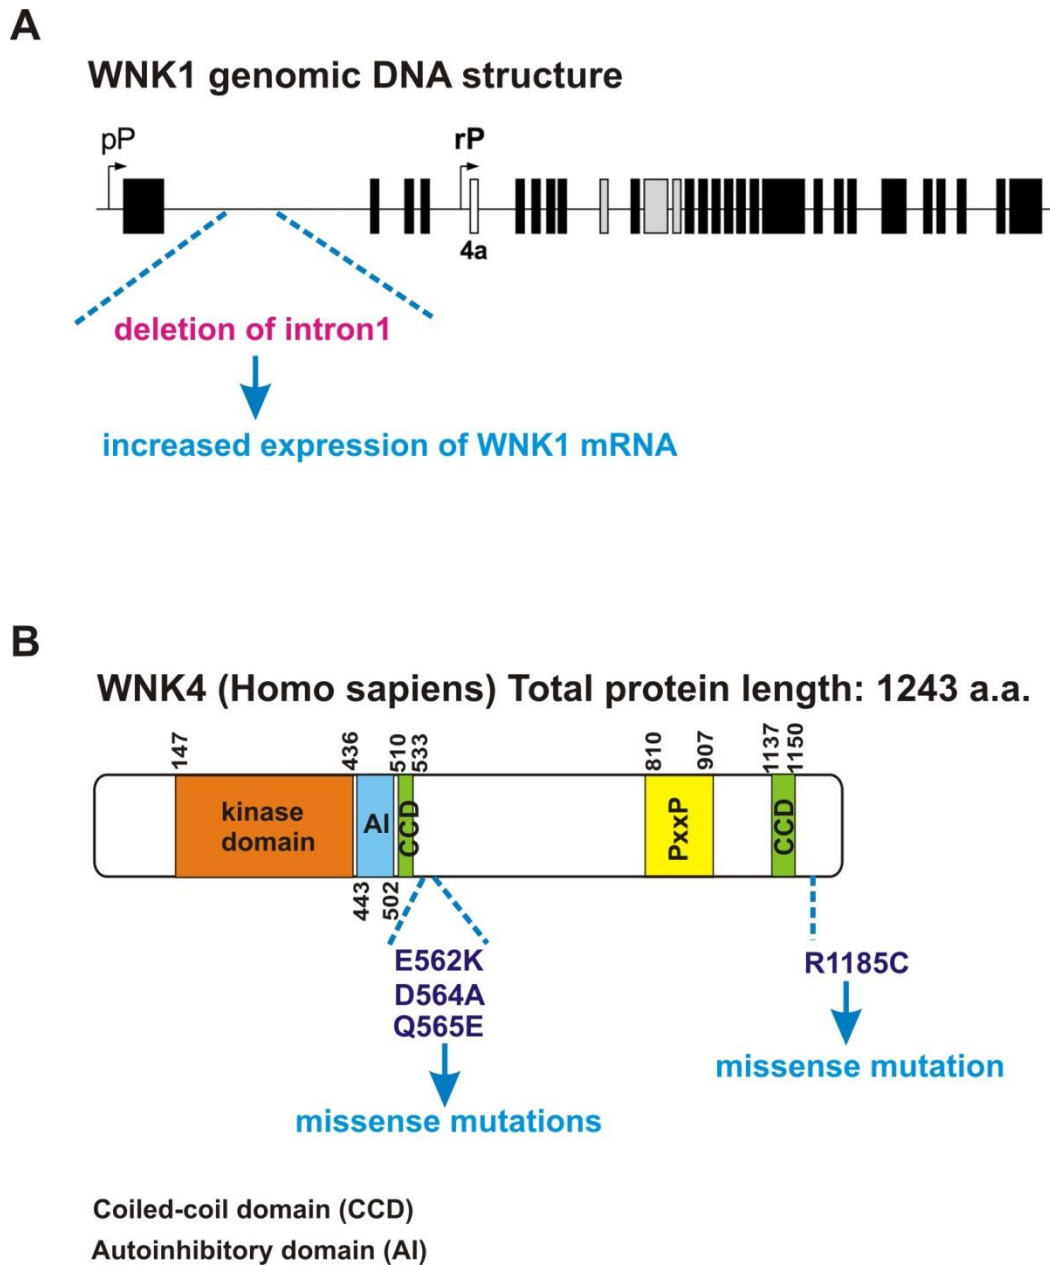 A
WNK1 genomic DNA structure
pP
rP
4a
deletion of intron1
increased expression of WNK1 mRNA
B
WNK4 (Homo sapiens) Total protein length: 1243 a.a.
147
436
510
533
810
907
1137
1150
kinase
domain
AI
CCD
PxxP
CCD
443
502
E562K
D564A
Q565E
R1185C
missense mutation
missense mutations
Coiled-coil domain (CCD)
Autoinhibitory domain (AI)